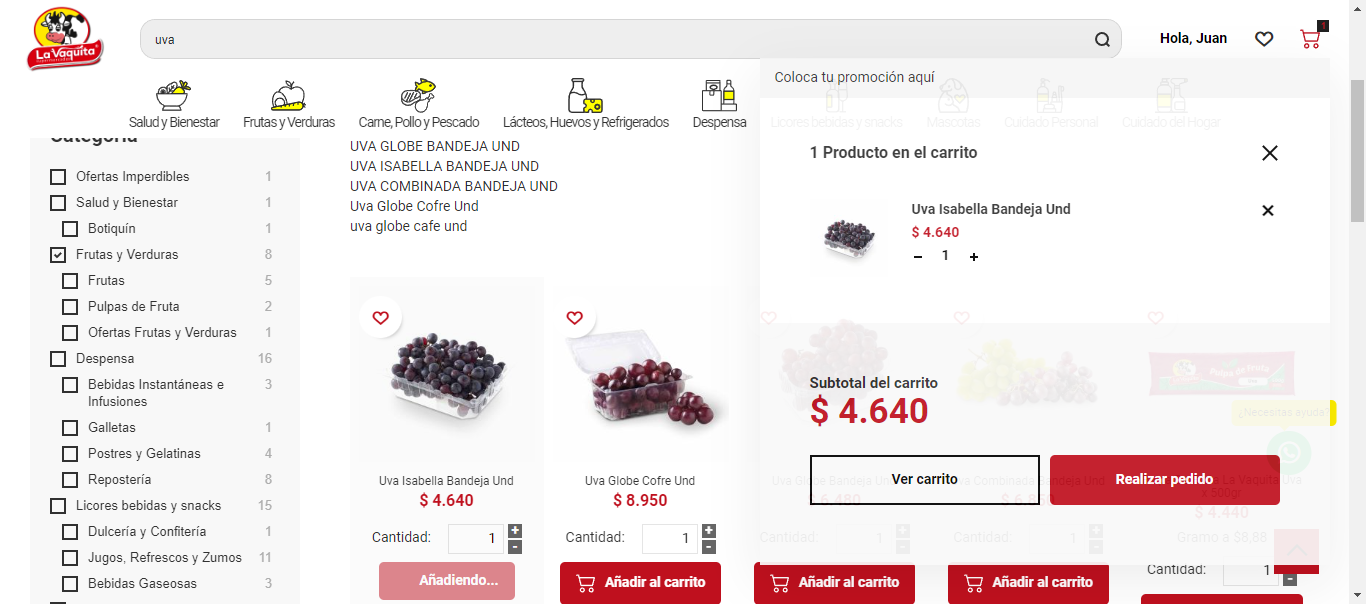 La Vaquita
uva
Hola, Juan
1
Salud y Bienestar
Frutas y Verduras
Carne, Pollo y Pescado
Lácteos, Huevos y Refrigerados
Despensa
Licores bebidas y snacks
Mascotas
Cuidado Personal
Cuidado del Hogar
Coloca tu promoción aquí
1 Producto en el carrito
Uva Isabella Bandeja Und
$ 4.640
1
Subtotal del carrito
$ 4.640
Ver carrito
Realizar pedido
Categoría
Ofertas Imperdibles 1
Salud y Bienestar 1
Botiquín 1
Frutas y Verduras 8
Frutas 5
Pulpas de Fruta 2
Ofertas Frutas y Verduras 1
Despensa 16
Bebidas Instantáneas e 3
Infusiones
Galletas 1
Postres y Gelatinas 4
Repostería 8
Licores bebidas y snacks 15
Dulcería y Confitería 1
Jugos, Refrescos y Zumos 11
Bebidas Gaseosas 3
UVA GLOBE BANDEJA UND
UVA ISABELLA BANDEJA UND
UVA COMBINADA BANDEJA UND
Uva Globe Cofre Und
uva globe cafe und
Uva Isabella Bandeja Und
$ 4.640
Cantidad: 1
Añadiendo...
Uva Globe Cofre Und
$ 8.950
Cantidad: 1
Añadir al carrito
Uva Globe Bandeja Und
$ 6.480
Cantidad: 1
Añadir al carrito
Uva Combinada Bandeja Und
$ 6.850
Cantidad: 1
Añadir al carrito
Pulpa de Fruta
La Vaquita Uva
X 500gr
$ 4.440
Gramo a $8,88
Cantidad: 1
¿Necesitas ayuda?